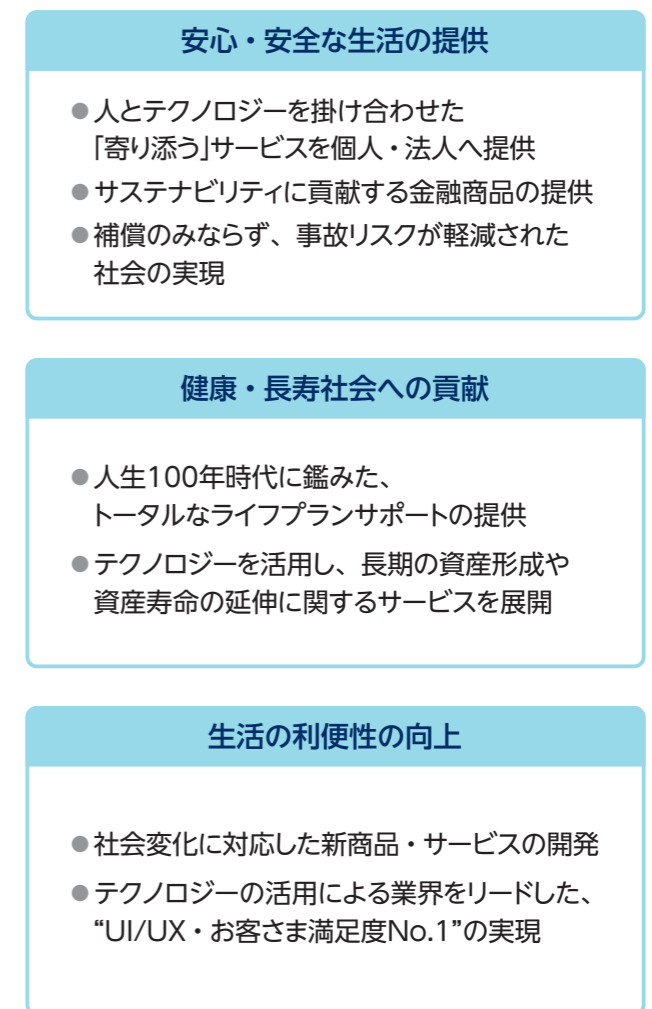 安心・安全な生活の提供
●人とテクノロジーを掛け合わせた
「寄り添う」サービスを個人・法人へ提供
●サステナビリティに貢献する金融商品の提供
●補償のみならず、事故リスクが軽減された
社会の実現
健康・長寿社会への貢献
●人生100年時代に鑑みた、
トータルなライフプランサポートの提供
●テクノロジーを活用し、長期の資産形成や
資産寿命の延伸に関するサービスを展開
生活の利便性の向上
●社会変化に対応した新商品・サービスの開発
●テクノロジーの活用による業界をリードした、
“UI/UX・お客さま満足度No.1”の実現